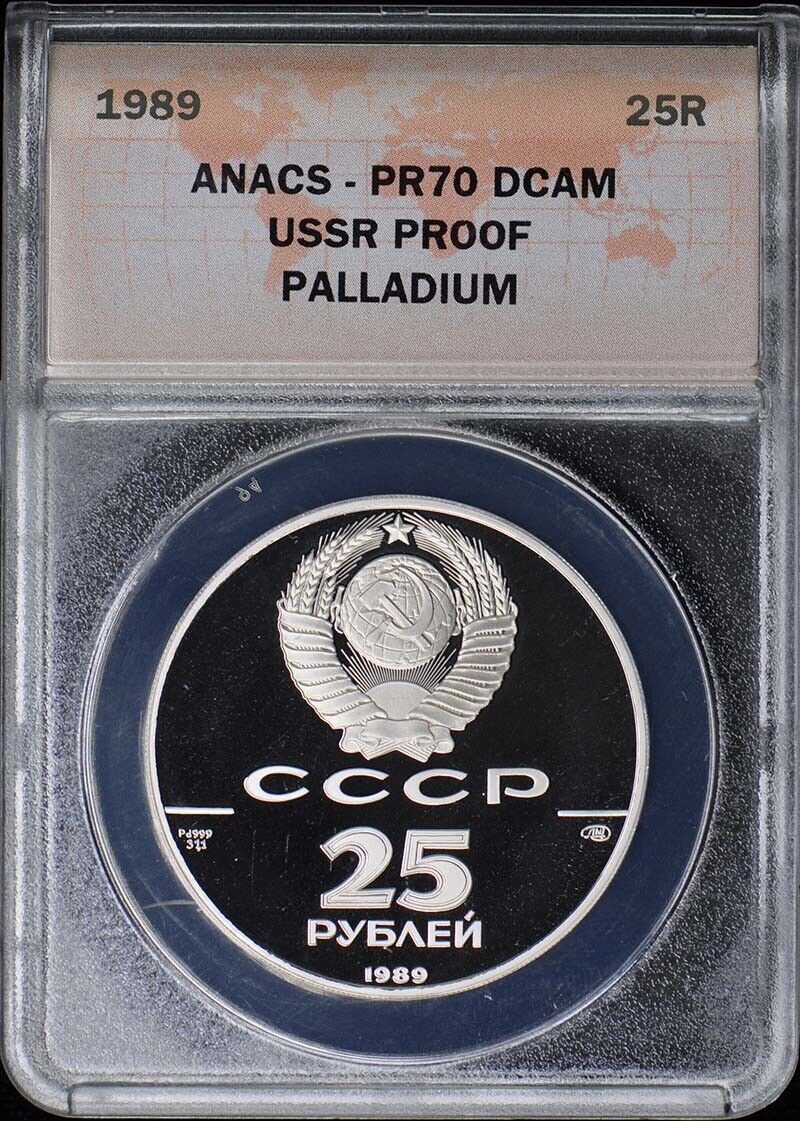 1989 25R
ANACS - PR70 DCAM
USSR PROOF
PALLADIUM
СССР
Pd999
31,1
25
РУБЛЕЙ
1989